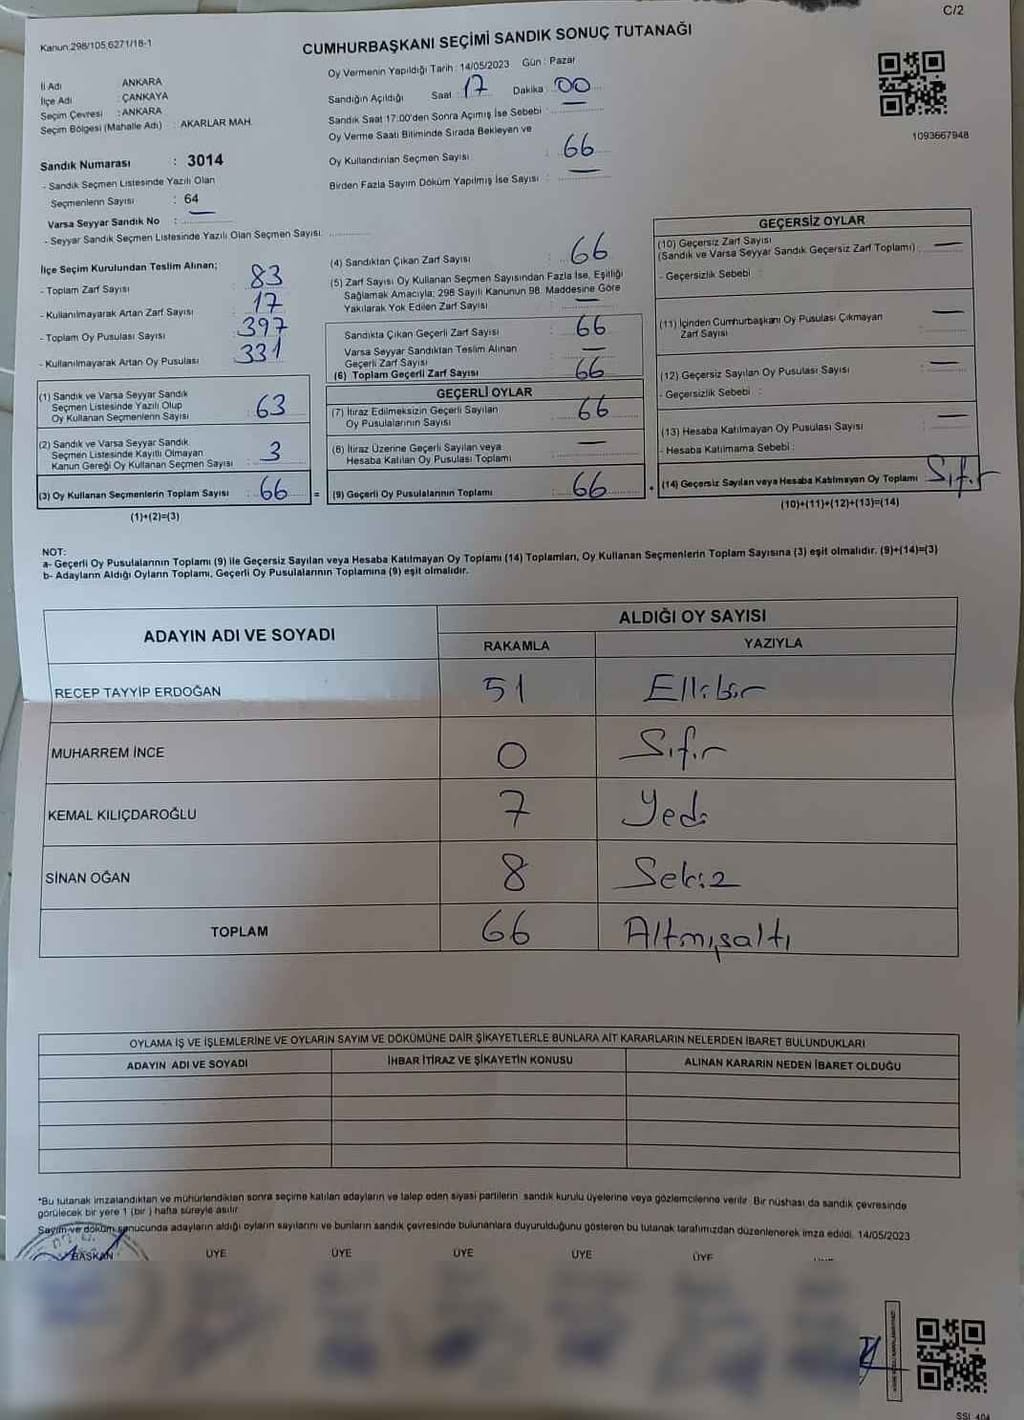 C/2
Kanun:298/105,6271/18-1
CUMHURBAŞKANI SEÇİMİ SANDIK SONUÇ TUTANAĞI
İl Adı ANKARA
İlçe Adı : ÇANKAYA
Seçim Çevresi : ANKARA
Seçim Bölgesi (Mahalle Adı) : AKARLAR MAH.
Sandık Numarası : 3014
- Sandık Seçmen Listesinde Yazılı Olan
Seçmenlerin Sayısı : 64
Varsa Seyyar Sandık No : —
- Seyyar Sandık Seçmen Listesinde Yazılı Olan Seçmen Sayısı:
Oy Vermenin Yapıldığı Tarih : 14/05/2023 Gün : Pazar
Sandığın Açıldığı Saat : 17 Dakika : 00
Sandık Saat 17.00'den Sonra Açımış İse Sebebi : —
Oy Verme Saati Bitiminde Sırada Bekleyen ve
Oy Kullandırılan Seçmen Sayısı : 66
Birden Fazla Sayım Döküm Yapılmış İse Sayısı : —
1093667948
İlçe Seçim Kurulundan Teslim Alınan;
- Toplam Zarf Sayısı 83
- Kullanılmayarak Artan Zarf Sayısı 17
- Toplam Oy Pusulası Sayısı 397
- Kullanılmayarak Artan Oy Pusulası 331
(1) Sandık ve Varsa Seyyar Sandık
Seçmen Listesinde Yazılı Olup
Oy Kullanan Seçmenlerin Sayısı 63
(2) Sandık ve Varsa Seyyar Sandık
Seçmen Listesinde Kayıtlı Olmayan
Kanun Gereği Oy Kullanan Seçmen Sayısı 3
(3) Oy Kullanan Seçmenlerin Toplam Sayısı 66 =
(1)+(2)=(3)
(4) Sandıktan Çıkan Zarf Sayısı : 66
(5) Zarf Sayısı Oy Kullanan Seçmen Sayısından Fazla İse, Eşitliği
Sağlamak Amacıyla; 298 Sayılı Kanunun 98. Maddesine Göre
Yakılarak Yok Edilen Zarf Sayısı : —
Sandıkta Çıkan Geçerli Zarf Sayısı : 66
Varsa Seyyar Sandıktan Teslim Alınan
Geçerli Zarf Sayısı : —
(6) Toplam Geçerli Zarf Sayısı : 66
GEÇERLİ OYLAR
(7) İtiraz Edilmeksizin Geçerli Sayılan
Oy Pusulalarının Sayısı : 66
(8) İtiraz Üzerine Geçerli Sayılan veya
Hesaba Katılan Oy Pusulası Toplamı : —
(9) Geçerli Oy Pusulalarının Toplamı : 66
GEÇERSİZ OYLAR
(10) Geçersiz Zarf Sayısı
(Sandık ve Varsa Seyyar Sandık Geçersiz Zarf Toplamı) : —
- Geçersizlik Sebebi :
(11) İçinden Cumhurbaşkanı Oy Pusulası Çıkmayan
Zarf Sayısı : —
(12) Geçersiz Sayılan Oy Pusulası Sayısı : —
- Geçersizlik Sebebi :
(13) Hesaba Katılmayan Oy Pusulası Sayısı : —
- Hesaba Katılmama Sebebi :
(14) Geçersiz Sayılan veya Hesaba Katılmayan Oy Toplamı Sıfır
(10)+(11)+(12)+(13)=(14)
NOT:
a- Geçerli Oy Pusulalarının Toplamı (9) ile Geçersiz Sayılan veya Hesaba Katılmayan Oy Toplamı (14) Toplamları, Oy Kullanan Seçmenlerin Toplam Sayısına (3) eşit olmalıdır. (9)+(14)=(3)
b- Adayların Aldığı Oyların Toplamı, Geçerli Oy Pusulalarının Toplamına (9) eşit olmalıdır.
ADAYIN ADI VE SOYADI ALDIĞI OY SAYISI
RAKAMLA YAZIYLA
RECEP TAYYİP ERDOĞAN 51 Ellibir
MUHARREM İNCE 0 Sıfır
KEMAL KILIÇDAROĞLU 7 Yedi
SİNAN OĞAN 8 Sekiz
TOPLAM 66 Altmışaltı
OYLAMA İŞ VE İŞLEMLERİNE VE OYLARIN SAYIM VE DÖKÜMÜNE DAİR ŞİKAYETLERLE BUNLARA AİT KARARLARIN NELERDEN İBARET BULUNDUKLARI
ADAYIN ADI VE SOYADI İHBAR İTİRAZ VE ŞİKAYETİN KONUSU ALINAN KARARIN NEDEN İBARET OLDUĞU
*Bu tutanak imzalandıktan ve mühürlendikten sonra seçime katılan adayların ve talep eden siyasi partilerin sandık kurulu üyelerine veya gözlemcilerine verilir. Bir nüshası da sandık çevresinde
görülecek bir yere 1 (bir) hafta süreyle asılır.
Sayım ve döküm sonucunda adayların aldığı oyların sayılarını ve bunların sandık çevresinde bulunanlara duyurulduğunu gösteren bu tutanak tarafımızdan düzenlenerek imza edildi. 14/05/2023
BAŞKAN ÜYE ÜYE ÜYE ÜYE ÜYE